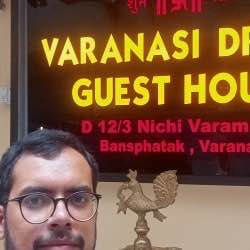 शुभ
VARANASI D
GUEST HOU
D 12/3 Nichi Varam
Bansphatak , Varana